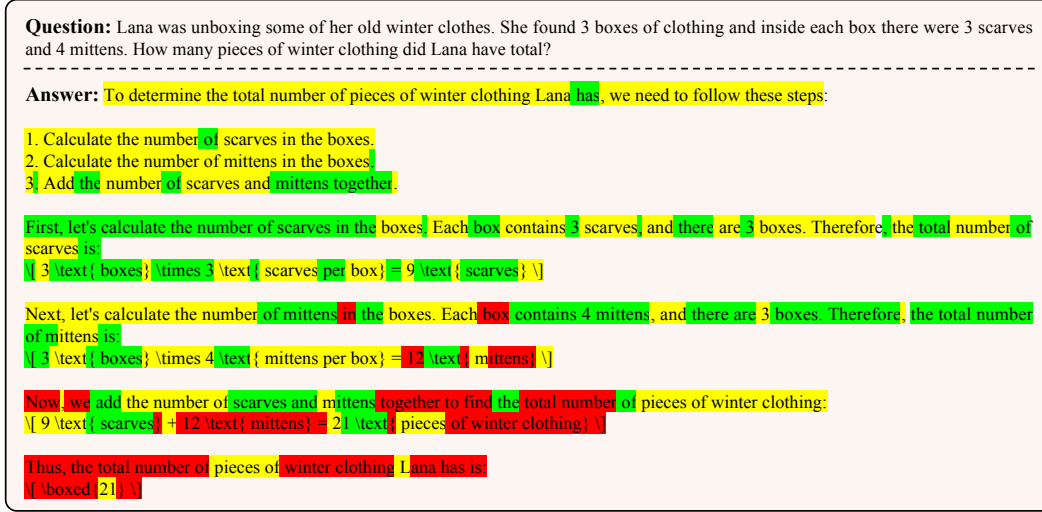 Question: Lana was unboxing some of her old winter clothes. She found 3 boxes of clothing and inside each box there were 3 scarves
and 4 mittens. How many pieces of winter clothing did Lana have total?
Answer: To determine the total number of pieces of winter clothing Lana has, we need to follow these steps:
1. Calculate the number of scarves in the boxes.
2. Calculate the number of mittens in the boxes.
3. Add the number of scarves and mittens together.
First, let's calculate the number of scarves in the boxes. Each box contains 3 scarves, and there are 3 boxes. Therefore, the total number of
scarves is:
\[ 3 \text{ boxes} \times 3 \text{ scarves per box} = 9 \text{ scarves} \]
Next, let's calculate the number of mittens in the boxes. Each box contains 4 mittens, and there are 3 boxes. Therefore, the total number
of mittens is:
\[ 3 \text{ boxes} \times 4 \text{ mittens per box} = 12 \text{ mittens} \]
Now, we add the number of scarves and mittens together to find the total number of pieces of winter clothing:
\[ 9 \text{ scarves} + 12 \text{ mittens} = 21 \text{ pieces of winter clothing} \]
Thus, the total number of pieces of winter clothing Lana has is:
\[ \boxed{21} \]